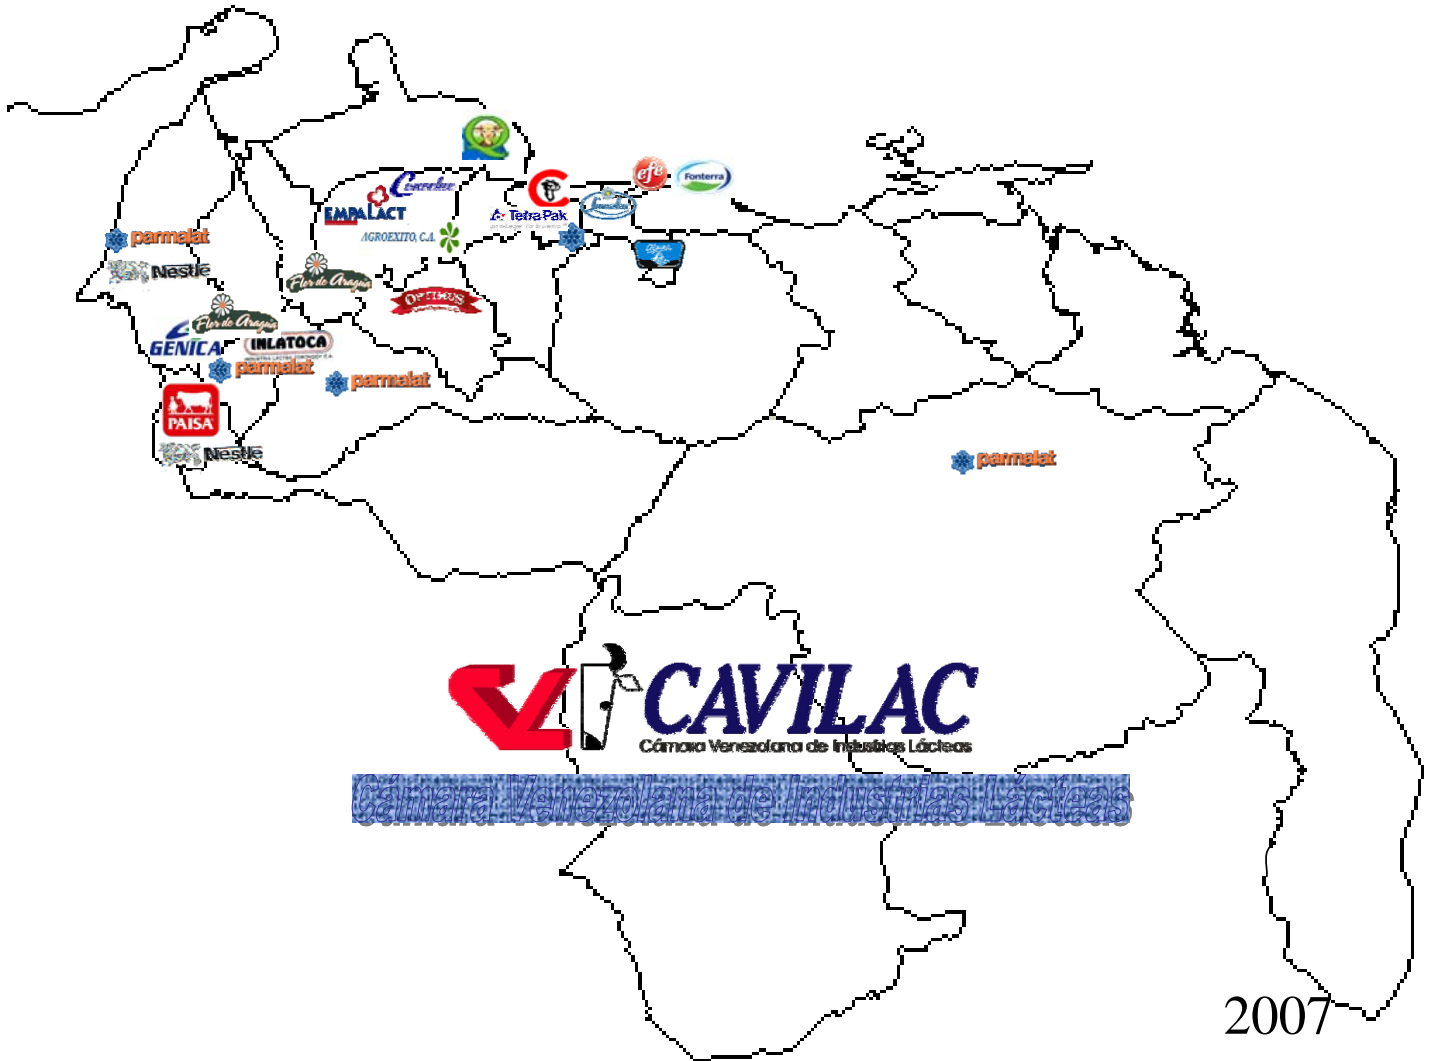 efe
Fonterra
C
EMPALACT
Tetra Pak
parmalat
AGROEXITO, C.A.
Nestle
Flor de Aragua
OPTIMUS
Flor de Aragua
GENICA
INLATOCA
parmalat
parmalat
PAISA
Nestle
parmalat
CAVILAC
Cámara Venezolana de Industrias Lácteas
Cámara Venezolana de Industrias Lácteas
2007